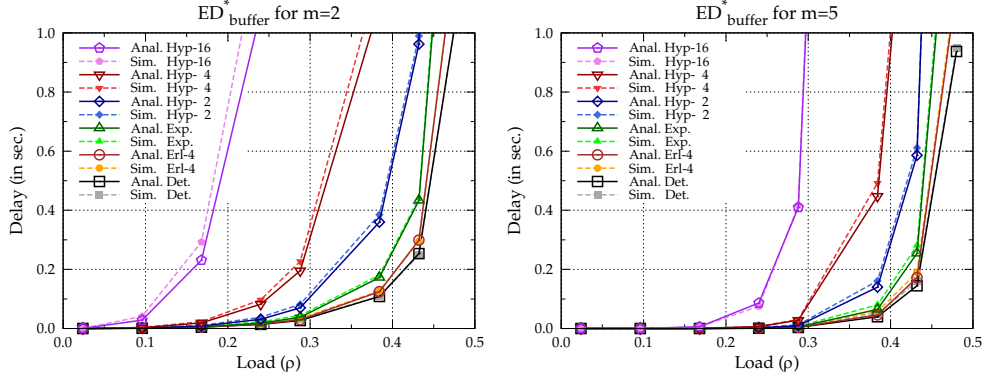 ED*buffer for m=2
1.0
0.8
0.6
0.4
0.2
0.0
Delay (in sec.)
Anal. Hyp-16
Sim. Hyp-16
Anal. Hyp- 4
Sim. Hyp- 4
Anal. Hyp- 2
Sim. Hyp- 2
Anal. Exp.
Sim. Exp.
Anal. Erl-4
Sim. Erl-4
Anal. Det.
Sim. Det.
0 0.1 0.2 0.3 0.4 0.5
Load (ρ)
ED*buffer for m=5
1.0
0.8
0.6
0.4
0.2
0.0
Delay (in sec.)
Anal. Hyp-16
Sim. Hyp-16
Anal. Hyp- 4
Sim. Hyp- 4
Anal. Hyp- 2
Sim. Hyp- 2
Anal. Exp.
Sim. Exp.
Anal. Erl-4
Sim. Erl-4
Anal. Det.
Sim. Det.
0 0.1 0.2 0.3 0.4 0.5
Load (ρ)